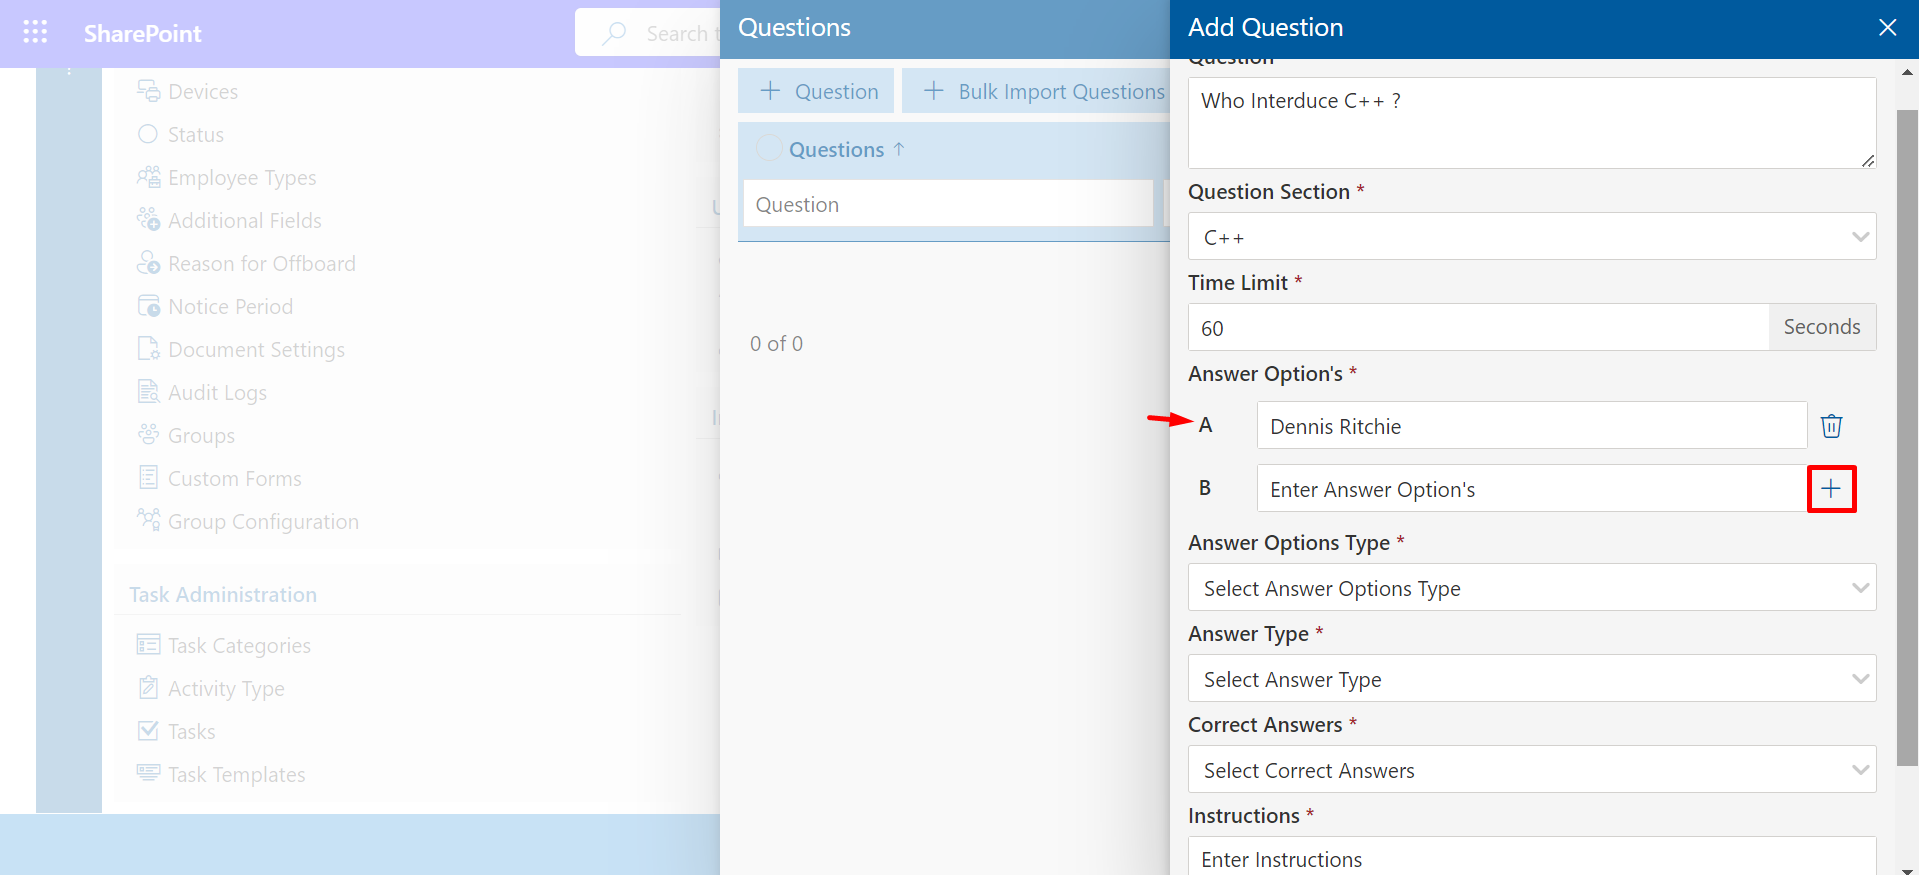 SharePoint
Search t
Devices
Status
Employee Types
Additional Fields
Reason for Offboard
Notice Period
Document Settings
Audit Logs
Groups
Custom Forms
Group Configuration
Task Administration
Task Categories
Activity Type
Tasks
Task Templates
Questions
Question
Bulk Import Questions
Questions
Question
0 of 0
Add Question
Question
Who Interduce C++ ?
Question Section *
C++
Time Limit *
60
Seconds
Answer Option's *
A
Dennis Ritchie
B
Enter Answer Option's
Answer Options Type *
Select Answer Options Type
Answer Type *
Select Answer Type
Correct Answers *
Select Correct Answers
Instructions *
Enter Instructions